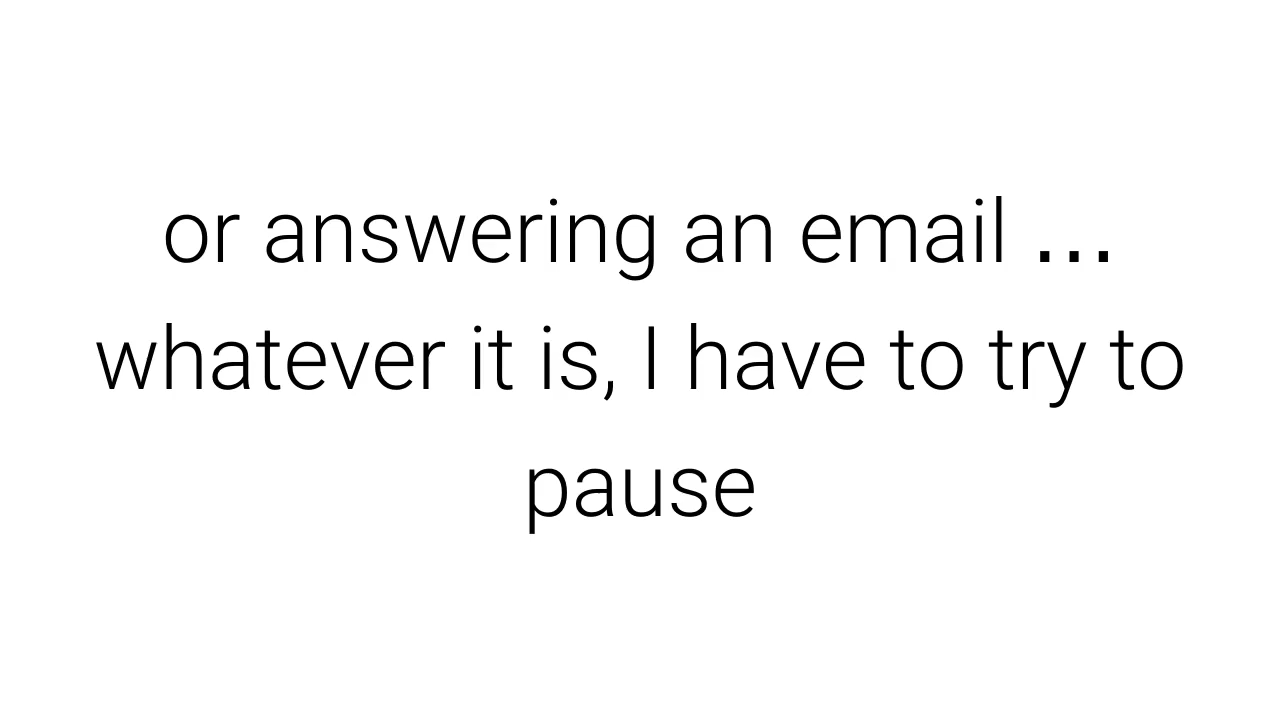 or answering an email ...
whatever it is, I have to try to
pause